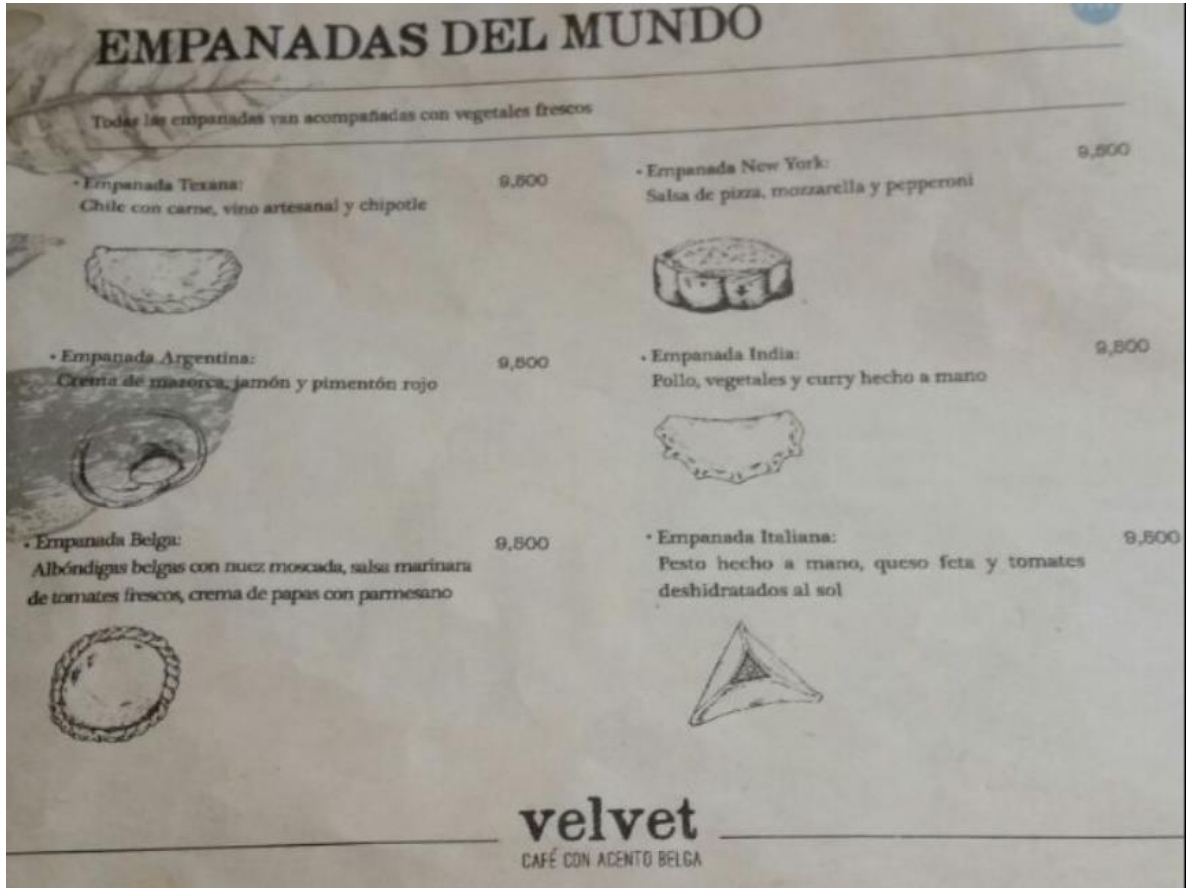 EMPANADAS DEL MUNDO
Todas las empanadas van acompañadas con vegetales frescos
• Empanada Texana: 9,500
Chile con carne, vino artesanal y chipotle
• Empanada New York: 9,500
Salsa de pizza, mozzarella y pepperoni
• Empanada Argentina: 9,500
Crema de mazorca, jamón y pimentón rojo
• Empanada India: 9,500
Pollo, vegetales y curry hecho a mano
• Empanada Belga: 9,500
Albóndigas belgas con nuez moscada, salsa marinara
de tomates frescos, crema de papas con parmesano
• Empanada Italiana: 9,500
Pesto hecho a mano, queso feta y tomates
deshidratados al sol
velvet
CAFÉ CON ACENTO BELGA